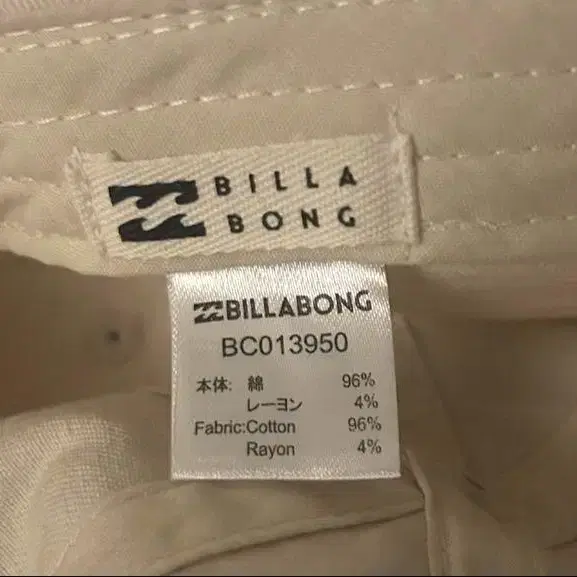 BILLA
BONG
BILLABONG
BC013950
本体: 綿 96%
レーヨン 4%
Fabric:Cotton 96%
Rayon 4%